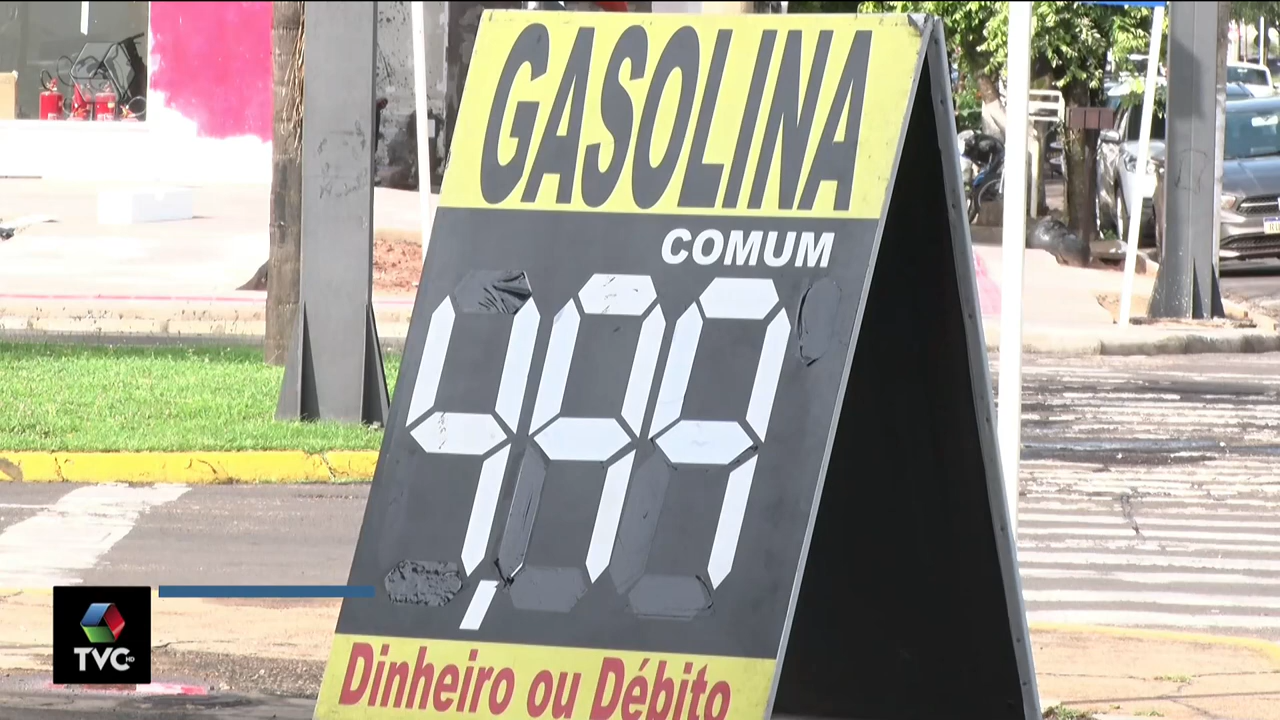 GASOLINA
COMUM
4,99
Dinheiro ou Débito
TVC HD